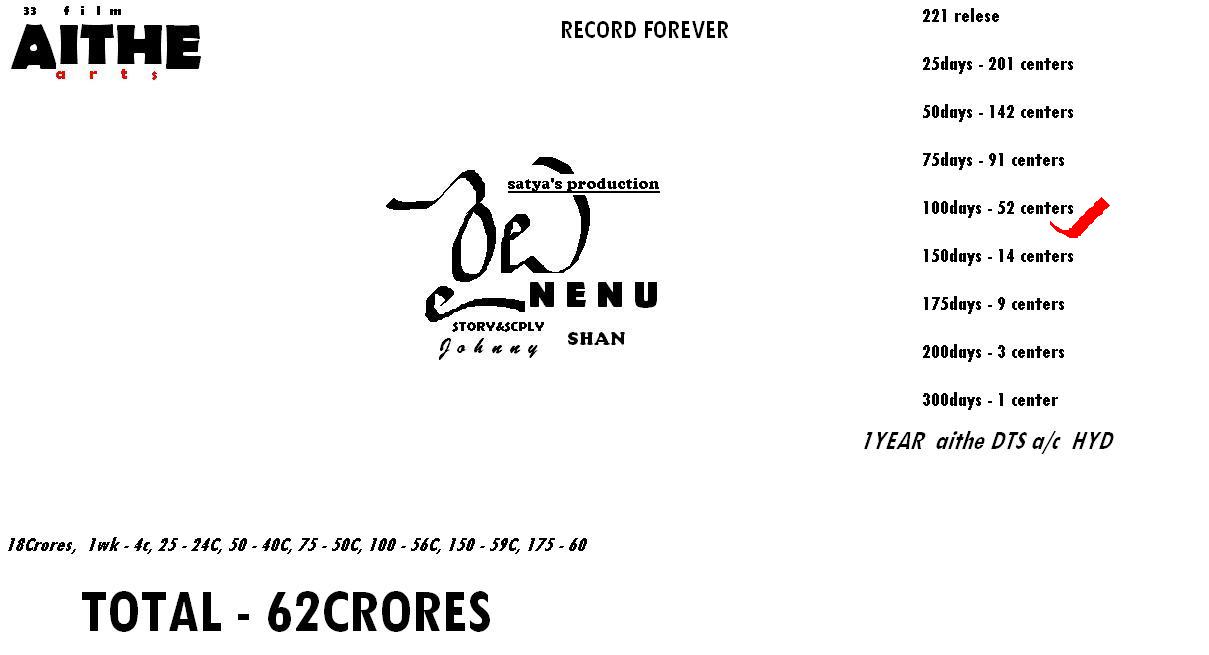 33 film
AITHE
arts
RECORD FOREVER
satya's production
NENU
STORY&SCPLY
Johnny
SHAN
221 relese
25days - 201 centers
50days - 142 centers
75days - 91 centers
100days - 52 centers
150days - 14 centers
175days - 9 centers
200days - 3 centers
300days - 1 center
1YEAR aithe DTS a/c HYD
18Crores, 1wk - 4c, 25 - 24C, 50 - 40C, 75 - 50C, 100 - 56C, 150 - 59C, 175 - 60
TOTAL - 62CRORES